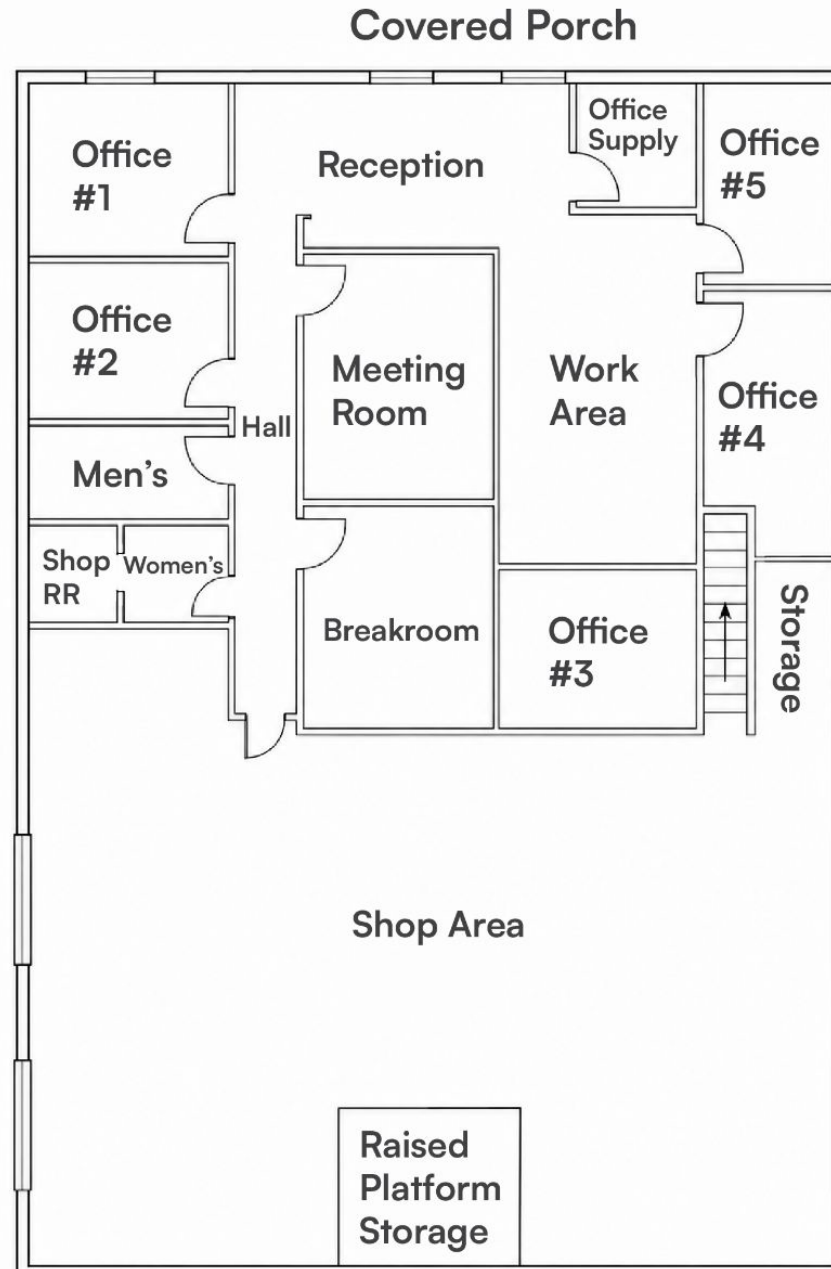 Covered Porch
Office
#1
Reception
Office
Supply
Office
#5
Office
#2
Hall
Meeting
Room
Work
Area
Office
#4
Men's
Shop
RR
Women's
Breakroom
Office
#3
Storage
Shop Area
Raised
Platform
Storage